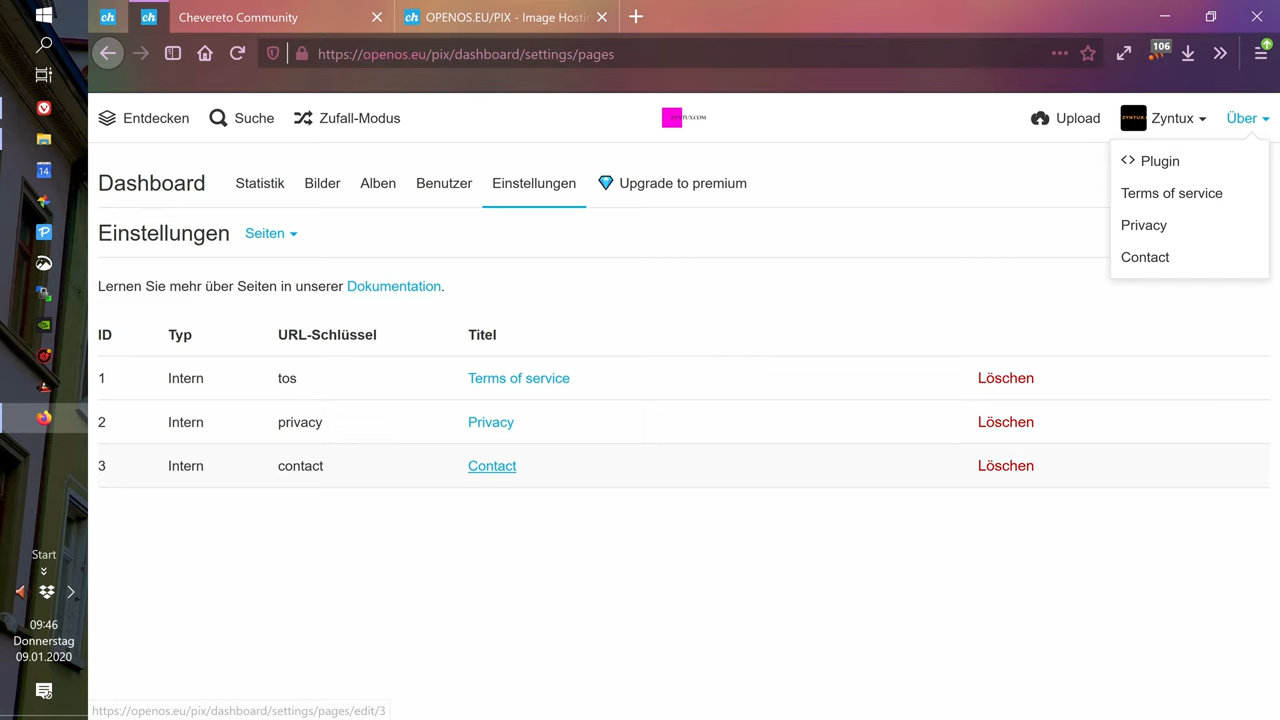 Chevereto Community
OPENOS.EU/PIX - Image Hosti
https://openos.eu/pix/dashboard/settings/pages
106
Entdecken
Suche
Zufall-Modus
Upload
Zyntux
Über
Plugin
Terms of service
Privacy
Contact
Dashboard
Statistik
Bilder
Alben
Benutzer
Einstellungen
Upgrade to premium
Einstellungen
Seiten
Lernen Sie mehr über Seiten in unserer Dokumentation.
ID Typ URL-Schlüssel Titel
1 Intern tos Terms of service Löschen
2 Intern privacy Privacy Löschen
3 Intern contact Contact Löschen
14
Start
09:46
Donnerstag
09.01.2020
https://openos.eu/pix/dashboard/settings/pages/edit/3